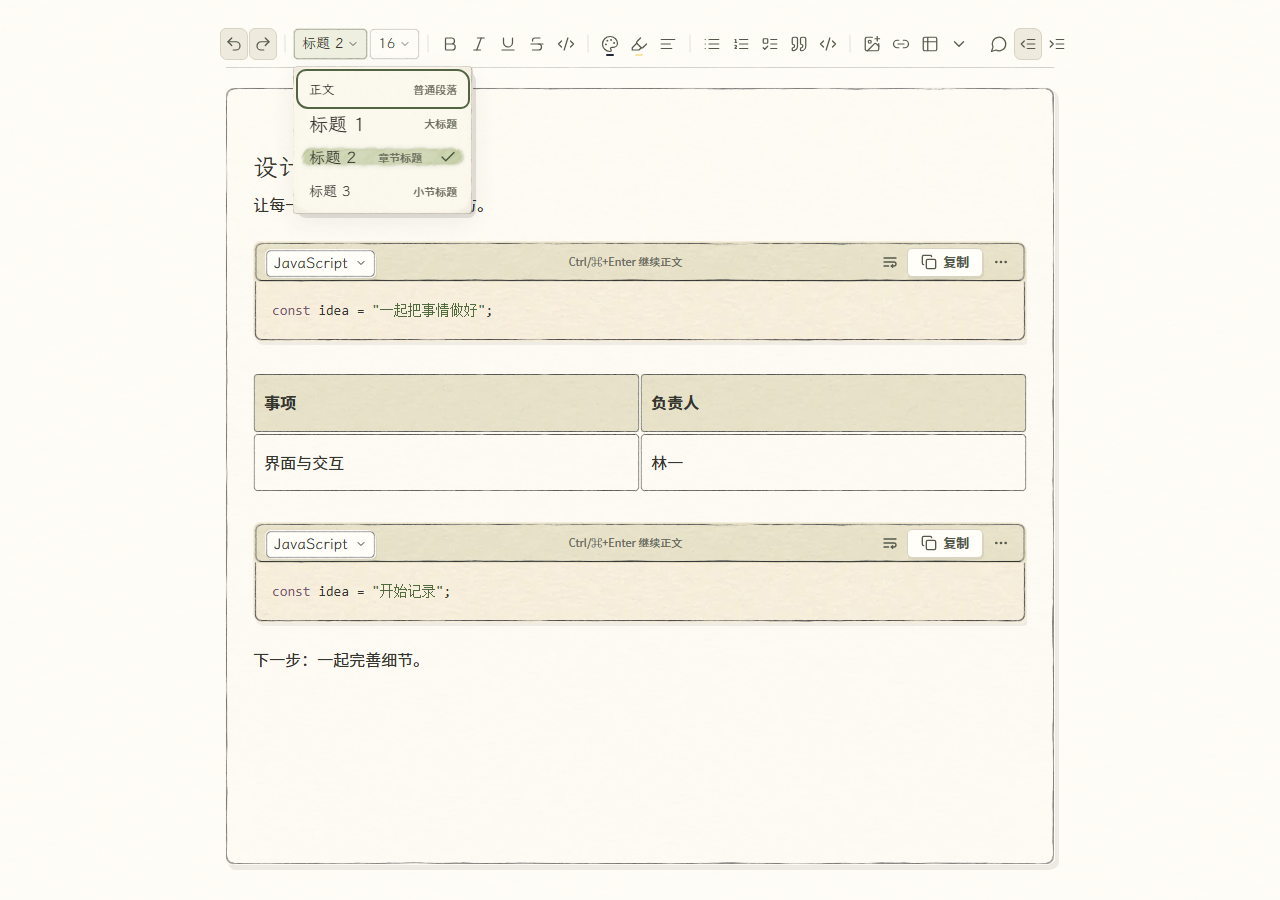 标题 2 16
正文 普通段落
标题 1 大标题
标题 2 章节标题
标题 3 小节标题
设计
让每一
。
JavaScript Ctrl/⌘+Enter 继续正文 复制
const idea = "一起把事情做好";
事项 负责人
界面与交互 林一
JavaScript Ctrl/⌘+Enter 继续正文 复制
const idea = "开始记录";
下一步：一起完善细节。